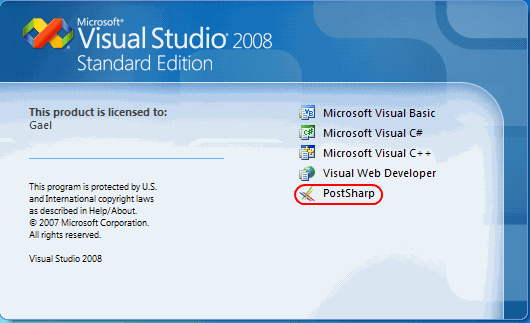 Microsoft®
Visual Studio® 2008
Standard Edition
This product is licensed to:
Gael
This program is protected by U.S.
and International copyright laws
as described in Help/About.
© 2007 Microsoft Corporation.
All rights reserved.
Visual Studio 2008
Microsoft Visual Basic
Microsoft Visual C#
Microsoft Visual C++
Visual Web Developer
PostSharp